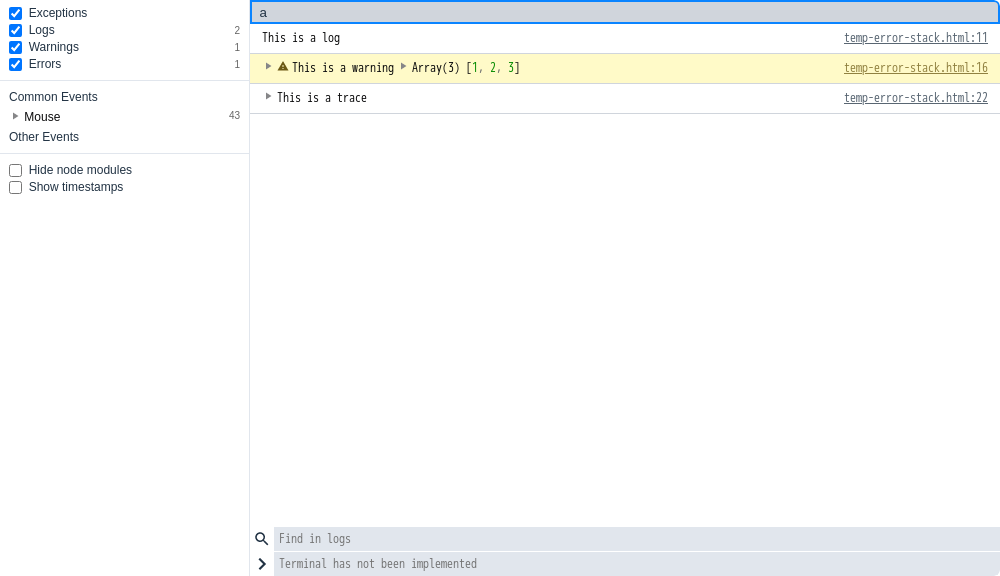 Exceptions
Logs 2
Warnings 1
Errors 1
Common Events
Mouse 43
Other Events
Hide node modules
Show timestamps
a
This is a log temp-error-stack.html:11
This is a warning Array(3) [1, 2, 3] temp-error-stack.html:16
This is a trace temp-error-stack.html:22
Find in logs
Terminal has not been implemented